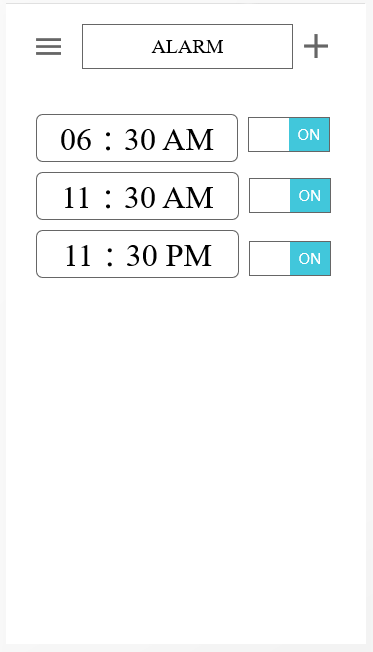 ALARM
06 : 30 AM ON
11 : 30 AM ON
11 : 30 PM ON